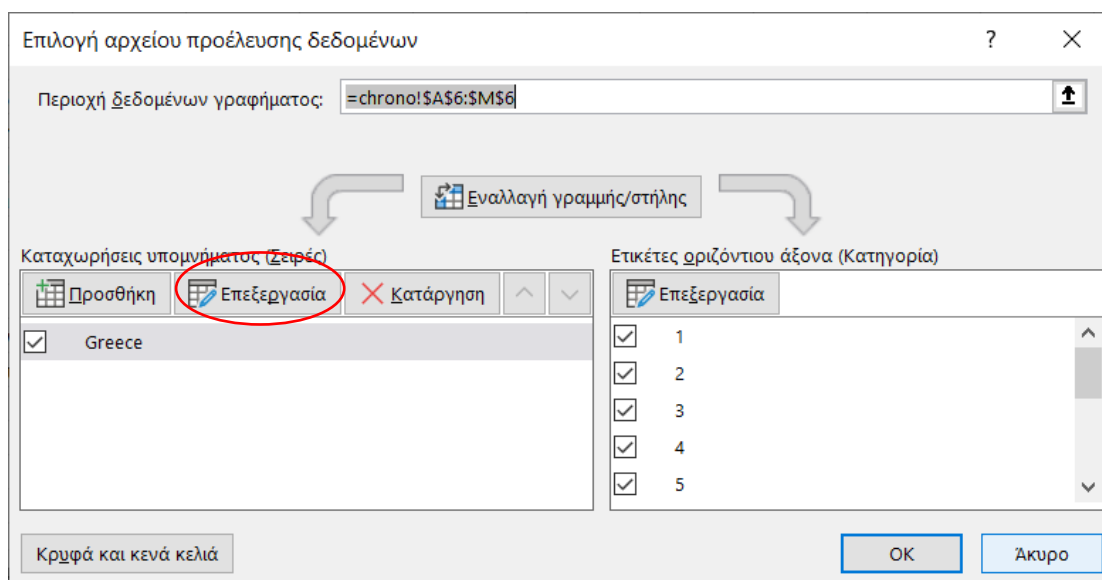 Επιλογή αρχείου προέλευσης δεδομένων ?
Περιοχή δεδομένων γραφήματος: =chrono!$A$6:$M$6
Εναλλαγή γραμμής/στήλης
Καταχωρήσεις υπομνήματος (Σειρές)
Προσθήκη Επεξεργασία Κατάργηση
Greece
Ετικέτες οριζόντιου άξονα (Κατηγορία)
Επεξεργασία
1
2
3
4
5
Κρυφά και κενά κελιά
OK Άκυρο